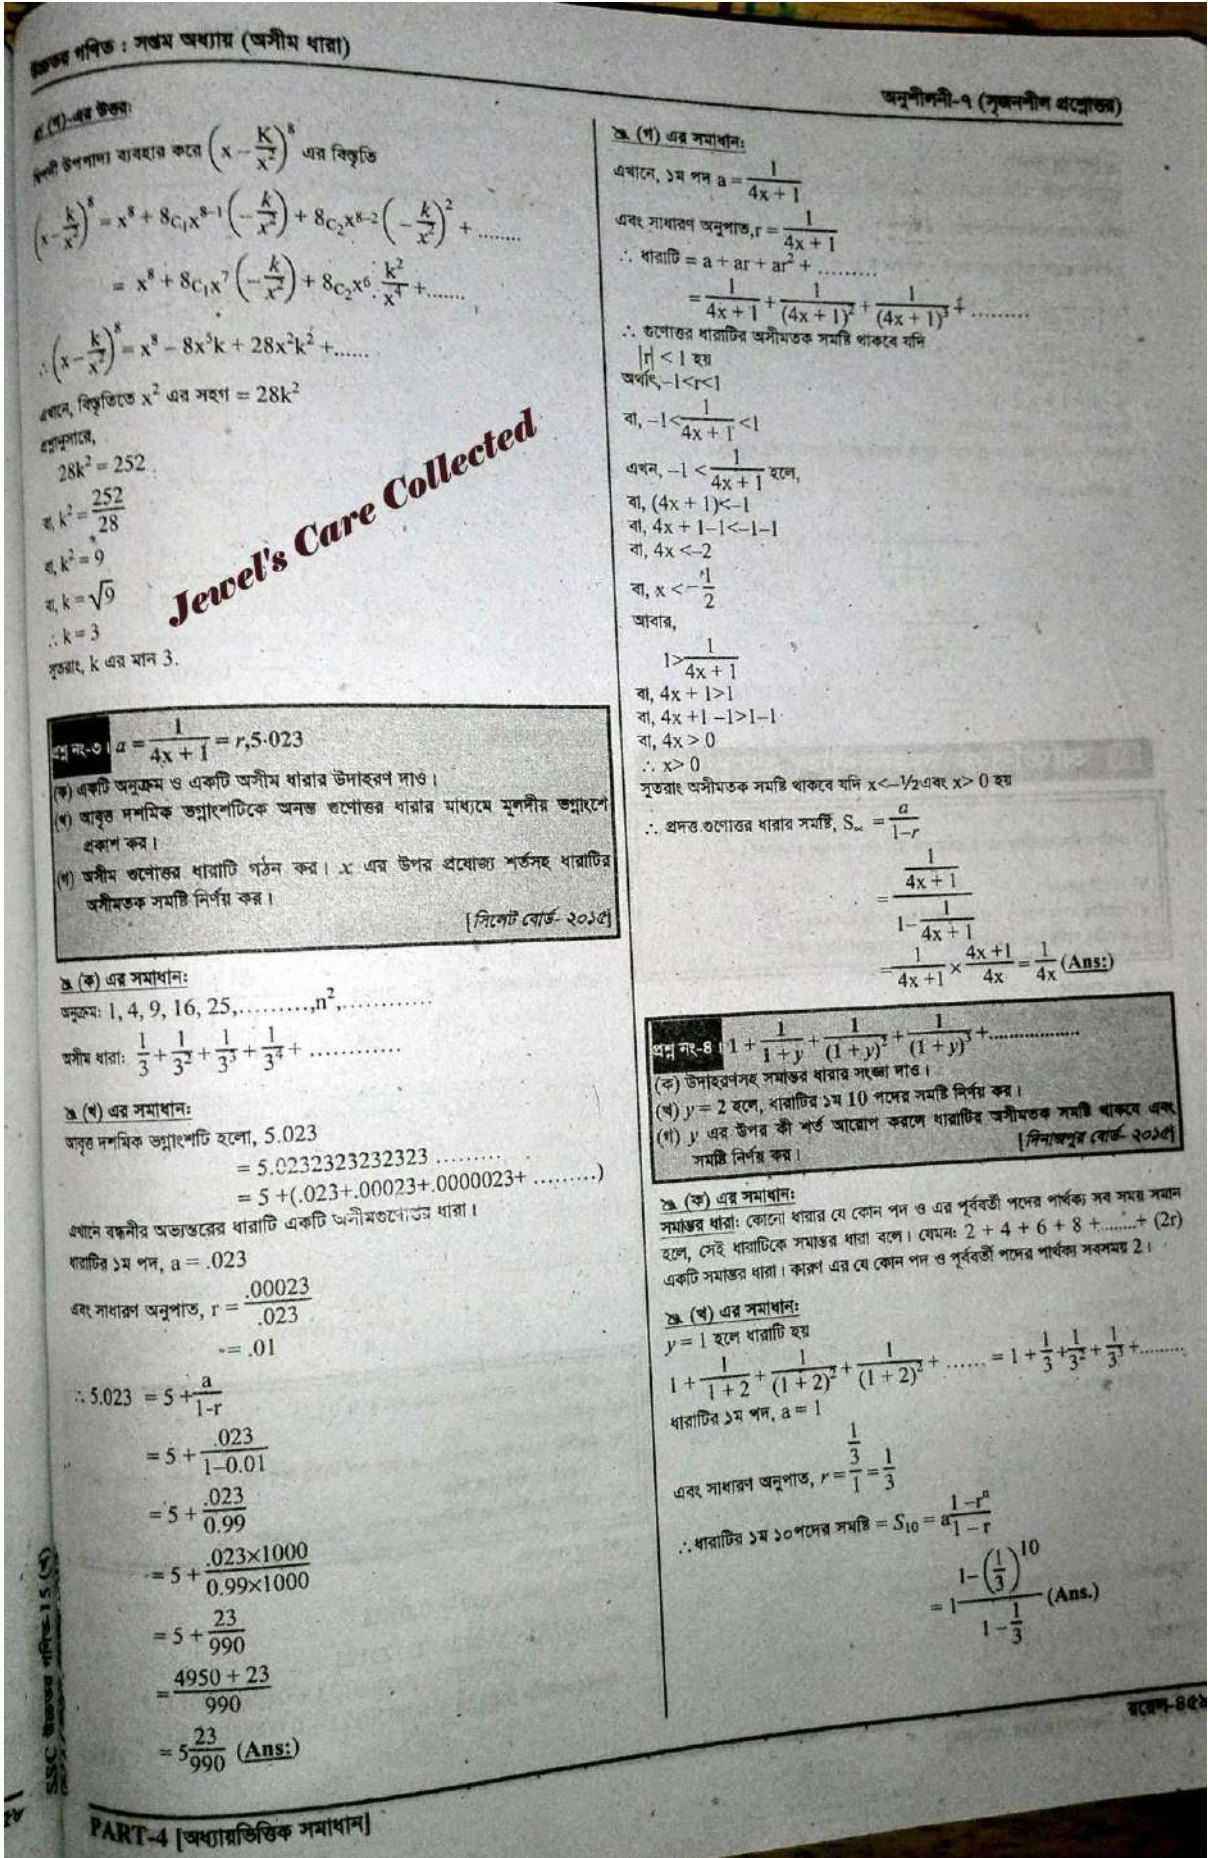 উচ্চতর গণিত : সপ্তম অধ্যায় (অসীম ধারা)
অনুশীলনী-৭ (সৃজনশীল প্রশ্নোত্তর)
(গ)-এর উত্তরঃ
দ্বিপদী উপপাদ্য ব্যবহার করে (x − K/x²)⁸ এর বিস্তৃতি
(x − k/x²)⁸ = x⁸ + 8c₁x⁸⁻¹(−k/x²) + 8c₂x⁸⁻²(−k/x²)² + ........
= x⁸ + 8c₁x⁷(−k/x²) + 8c₂x⁶.k²/x⁴ +.......
∴ (x − k/x²)⁸ = x⁸ − 8x⁵k + 28x²k² +......
এখানে, বিস্তৃতিতে x² এর সহগ = 28k²
প্রশ্নানুসারে,
28k² = 252
বা, k² = 252/28
বা, k² = 9
বা, k = √9
∴ k = 3
সুতরাং, k এর মান 3.
Jewel's Care Collected
প্রশ্ন নং-৩। a = 1/(4x + 1) = r,5·023
(ক) একটি অনুক্রম ও একটি অসীম ধারার উদাহরণ দাও।
(খ) আবৃত্ত দশমিক ভগ্নাংশটিকে অনন্ত গুণোত্তর ধারার মাধ্যমে মূলদীয় ভগ্নাংশে
প্রকাশ কর।
(গ) অসীম গুণোত্তর ধারাটি গঠন কর। x এর উপর প্রযোজ্য শর্তসহ ধারাটির
অসীমতক সমষ্টি নির্ণয় কর।
[সিলেট বোর্ড- ২০১৫]
(ক) এর সমাধানঃ
অনুক্রমঃ 1, 4, 9, 16, 25,.........,n²,............
অসীম ধারাঃ 1/3 + 1/3² + 1/3³ + 1/3⁴ + ............
(খ) এর সমাধানঃ
আবৃত্ত দশমিক ভগ্নাংশটি হলো, 5.023
= 5.0232323232323 .........
= 5 +(.023+.00023+.0000023+ .........)
এখানে বন্ধনীর অভ্যন্তরের ধারাটি একটি অসীমগুণোত্তর ধারা।
ধারাটির ১ম পদ, a = .023
এবং সাধারণ অনুপাত, r = .00023/.023
= .01
∴ 5.023 = 5 + a/(1-r)
= 5 + .023/(1–0.01)
= 5 + .023/0.99
= 5 + (.023×1000)/(0.99×1000)
= 5 + 23/990
= (4950 + 23)/990
= 5 23/990 (Ans:)
(গ) এর সমাধানঃ
এখানে, ১ম পদ a = 1/(4x + 1)
এবং সাধারণ অনুপাত,r = 1/(4x + 1)
∴ ধারাটি = a + ar + ar² + .........
= 1/(4x + 1) + 1/(4x + 1)² + 1/(4x + 1)³ + .........
∴ গুণোত্তর ধারাটির অসীমতক সমষ্টি থাকবে যদি
|r| < 1 হয়
অর্থাৎ –1<r<1
বা, –1< 1/(4x + 1) <1
এখন, –1 < 1/(4x + 1) হলে,
বা, (4x + 1)<–1
বা, 4x + 1–1<–1–1
বা, 4x <–2
বা, x < – 1/2
আবার,
1> 1/(4x + 1)
বা, 4x + 1>1
বা, 4x +1 –1>1–1
বা, 4x > 0
∴ x> 0
সুতরাং অসীমতক সমষ্টি থাকবে যদি x<–½এবং x> 0 হয়
∴ প্রদত্ত গুণোত্তর ধারার সমষ্টি, S∞ = a/(1–r)
= (1/(4x + 1))/(1– 1/(4x + 1))
= 1/(4x +1) × (4x +1)/4x = 1/4x (Ans:)
প্রশ্ন নং-৪। 1 + 1/(1 + y) + 1/(1 + y)² + 1/(1 + y)³ +.................
(ক) উদাহরণসহ সমান্তর ধারার সংজ্ঞা দাও।
(খ) y = 2 হলে, ধারাটির ১ম 10 পদের সমষ্টি নির্ণয় কর।
(গ) y এর উপর কী শর্ত আরোপ করলে ধারাটির অসীমতক সমষ্টি থাকবে এবং
সমষ্টি নির্ণয় কর।
[দিনাজপুর বোর্ড- ২০১৫]
(ক) এর সমাধানঃ
সমান্তর ধারাঃ কোনো ধারার যে কোন পদ ও এর পূর্ববর্তী পদের পার্থক্য সব সময় সমান
হলে, সেই ধারাটিকে সমান্তর ধারা বলে। যেমনঃ 2 + 4 + 6 + 8 +........+ (2r)
একটি সমান্তর ধারা। কারণ এর যে কোন পদ ও পূর্ববর্তী পদের পার্থক্য সবসময় 2।
(খ) এর সমাধানঃ
y = 1 হলে ধারাটি হয়
1 + 1/(1 + 2) + 1/(1 + 2)² + 1/(1 + 2)² + ...... = 1 + 1/3 + 1/3² + 1/3³ +.........
ধারাটির ১ম পদ, a = 1
এবং সাধারণ অনুপাত, r = (1/3)/1 = 1/3
∴ ধারাটির ১ম ১০পদের সমষ্টি = S₁₀ = a (1 – rⁿ)/(1 – r)
= 1 (1–(1/3)¹⁰)/(1 – 1/3) (Ans.)
SSC উচ্চতর গণিত-15 (খ)
PART-4 [অধ্যায়ভিত্তিক সমাধান]